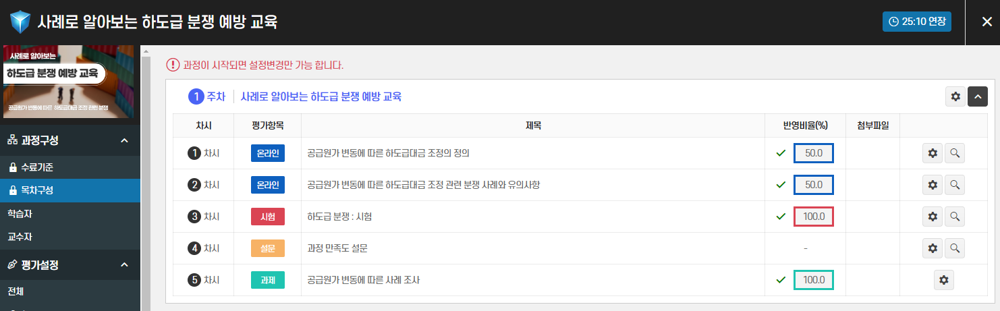 사례로 알아보는 하도급 분쟁 예방 교육
25:10 연장
사례로 알아보는
하도급 분쟁 예방 교육
공급원가 변동에 따른 하도급대금 조정 관련 분쟁
과정구성
수료기준
목차구성
학습자
교수자
평가설정
전체
과정이 시작되면 설정변경만 가능 합니다.
1 주차 사례로 알아보는 하도급 분쟁 예방 교육
차시 평가항목 제목 반영비율(%) 첨부파일
1 차시 온라인 공급원가 변동에 따른 하도급대금 조정의 정의 50.0
2 차시 온라인 공급원가 변동에 따른 하도급대금 조정 관련 분쟁 사례와 유의사항 50.0
3 차시 시험 하도급 분쟁 : 시험 100.0
4 차시 설문 과정 만족도 설문 -
5 차시 과제 공급원가 변동에 따른 사례 조사 100.0